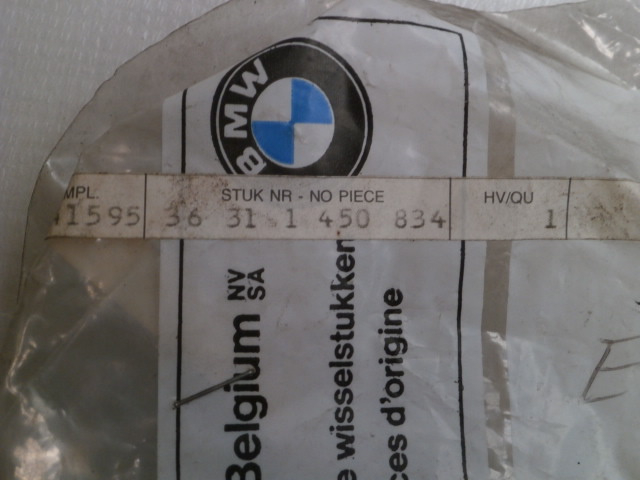 BMW
MPL. STUK NR - NO PIECE HV/QU
41595 36 31 1 450 834 1
Belgium NV SA
e wisselstukken
ces d'origine
E